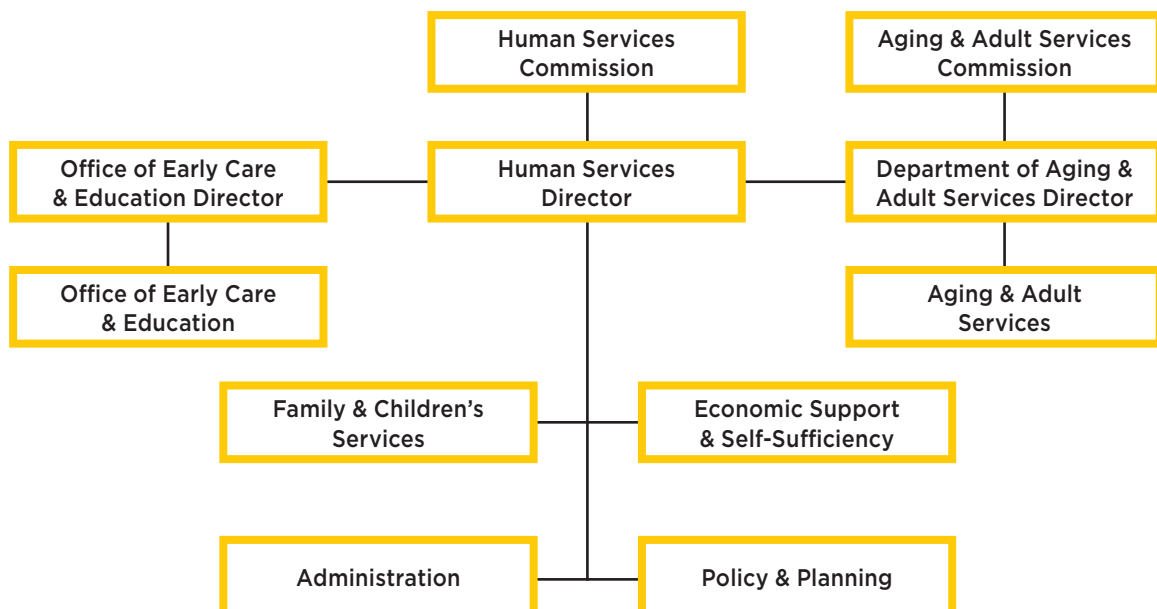 Human Services
Commission
Aging & Adult Services
Commission
Office of Early Care
& Education Director
Human Services
Director
Department of Aging &
Adult Services Director
Office of Early Care
& Education
Aging & Adult
Services
Family & Children’s
Services
Economic Support
& Self-Sufficiency
Administration
Policy & Planning